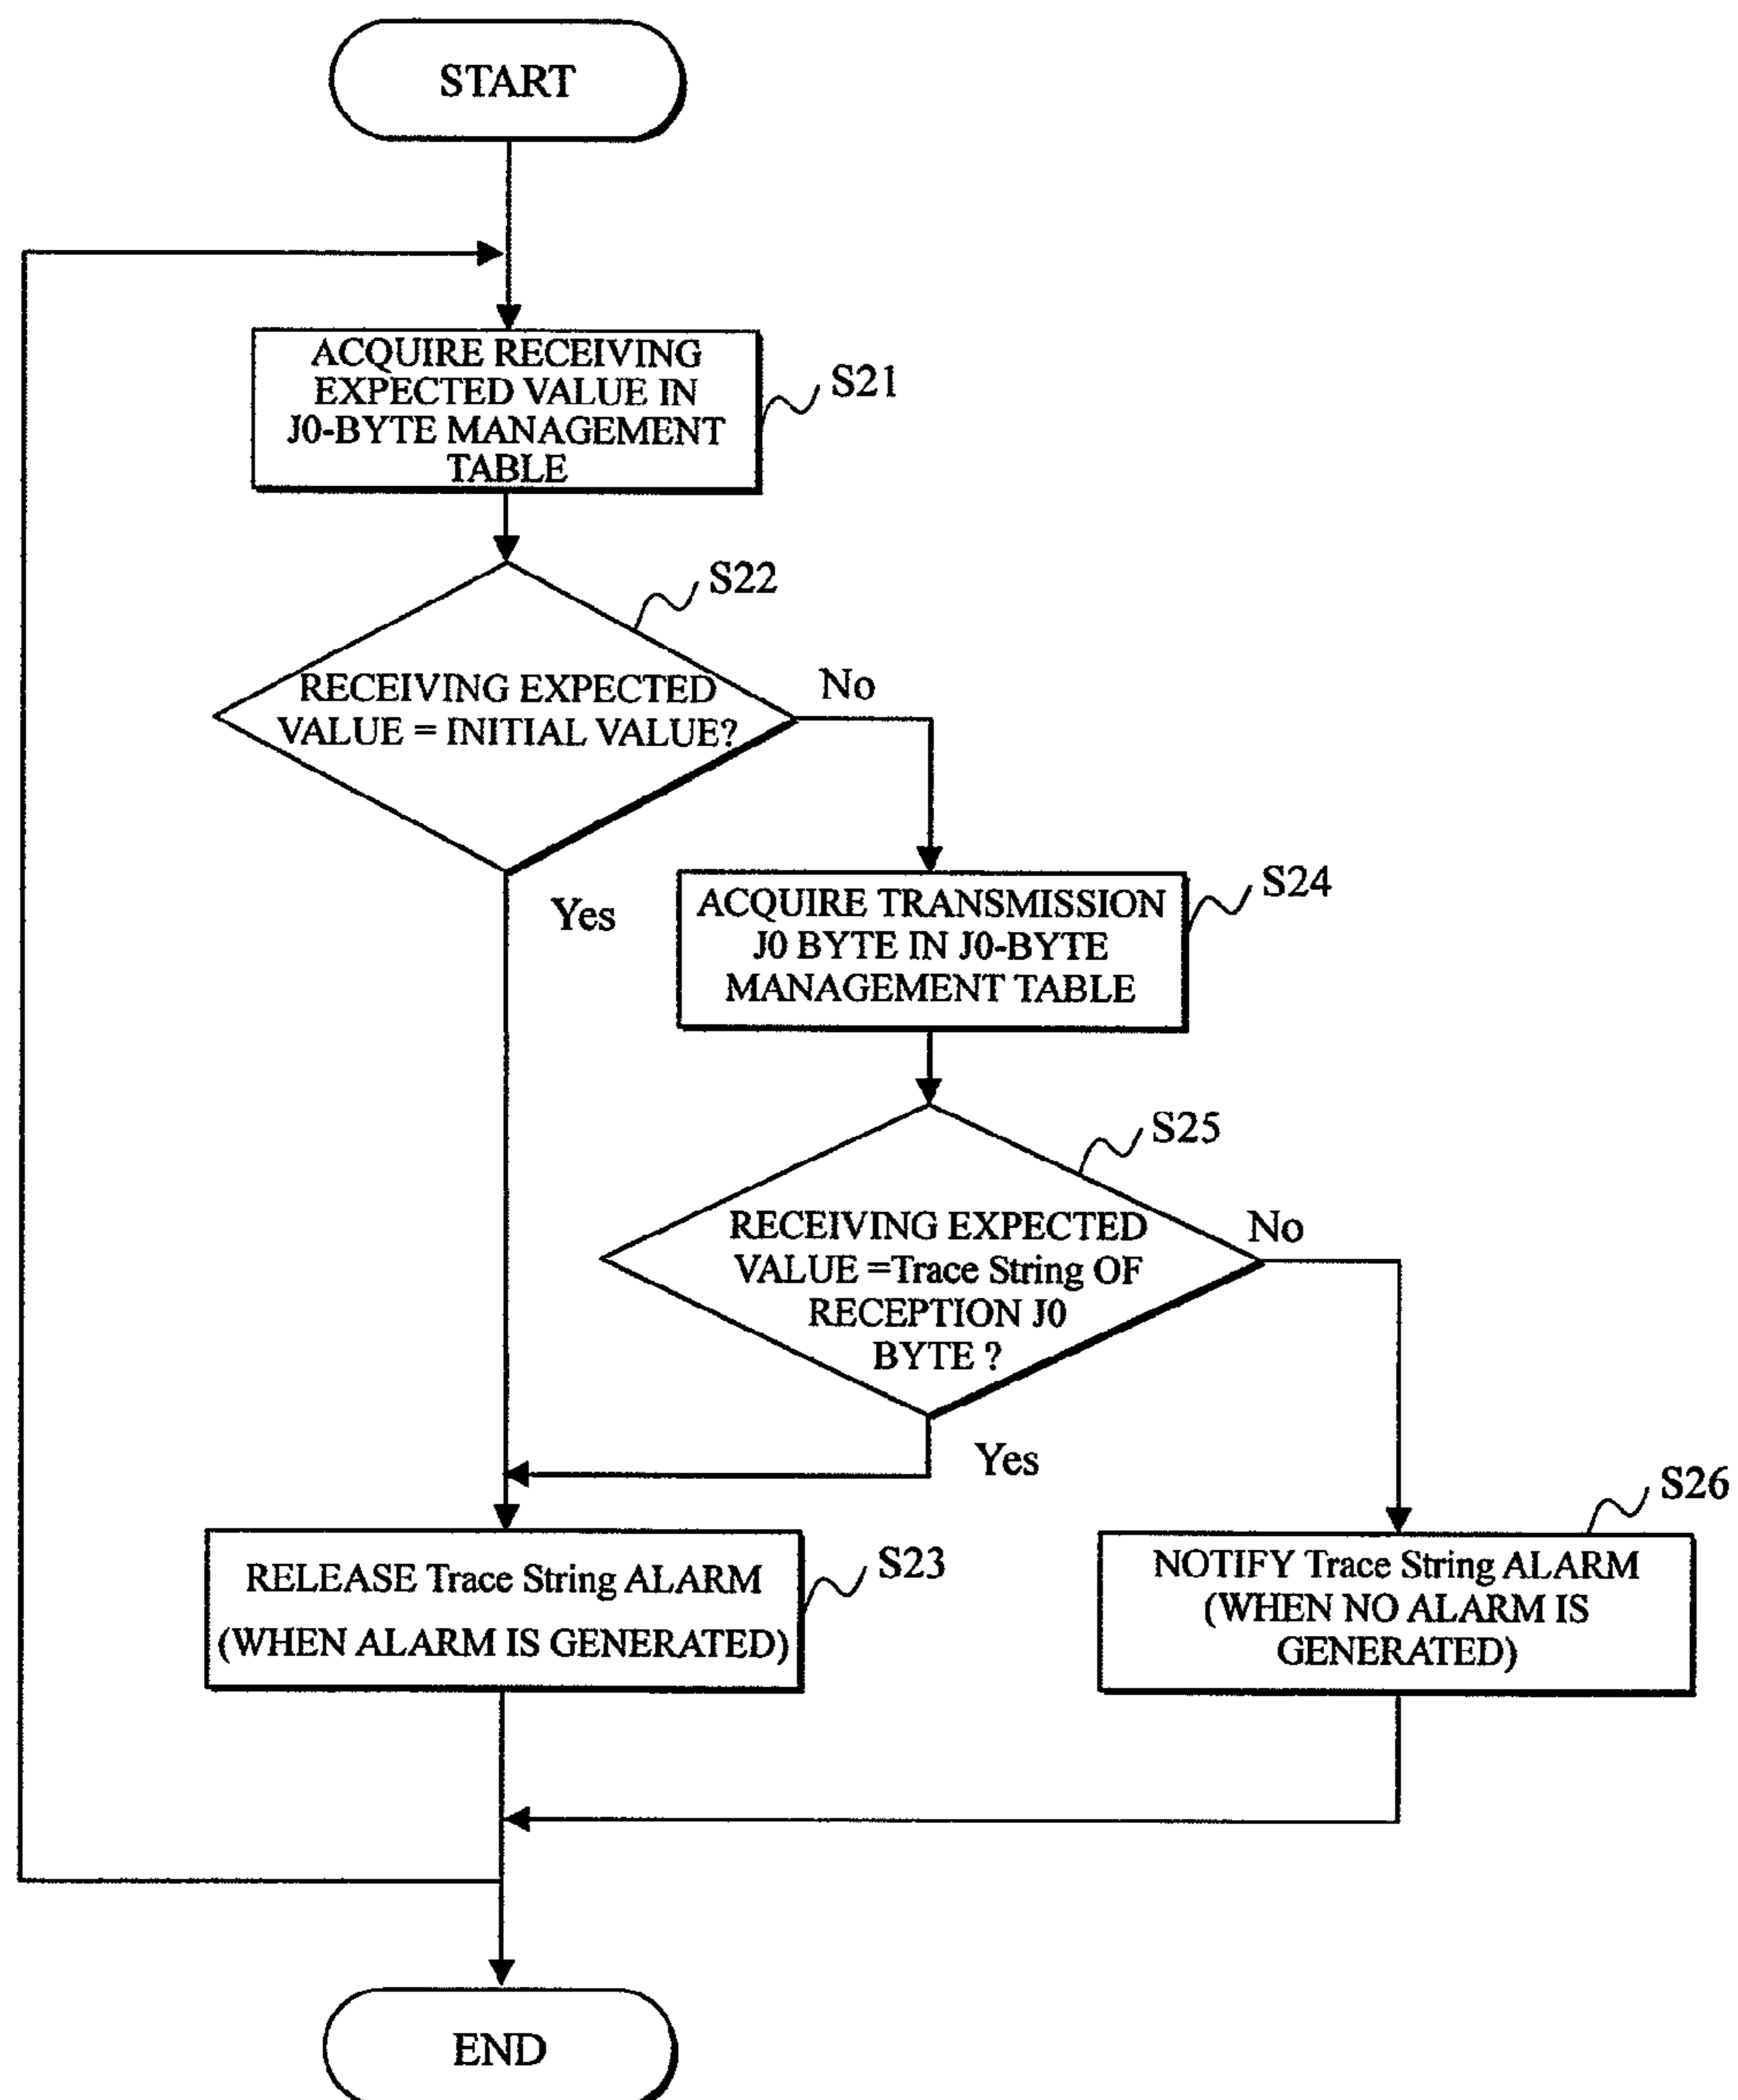 START
ACQUIRE RECEIVING
EXPECTED VALUE IN
J0-BYTE MANAGEMENT
TABLE
S21
S22
RECEIVING EXPECTED
VALUE = INITIAL VALUE?
No
Yes
ACQUIRE TRANSMISSION
J0 BYTE IN J0-BYTE
MANAGEMENT TABLE
S24
S25
RECEIVING EXPECTED
VALUE =Trace String OF
RECEPTION J0
BYTE ?
No
Yes
RELEASE Trace String ALARM
(WHEN ALARM IS GENERATED)
S23
S26
NOTIFY Trace String ALARM
(WHEN NO ALARM IS
GENERATED)
END